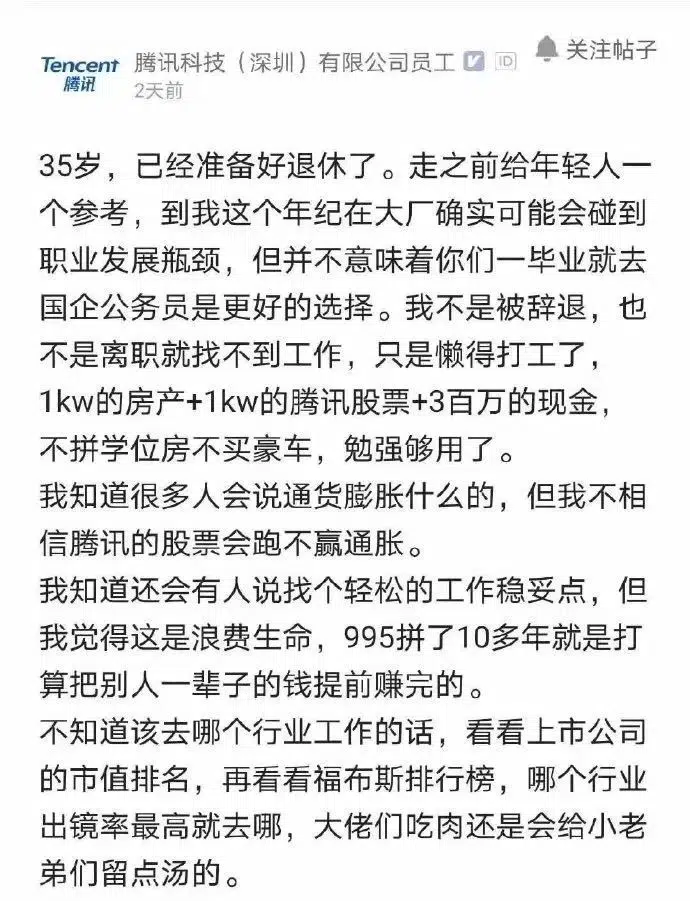 Tencent
腾讯
腾讯科技（深圳）有限公司员工 V ID
关注帖子
2天前
35岁，已经准备好退休了。走之前给年轻人一
个参考，到我这个年纪在大厂确实可能会碰到
职业发展瓶颈，但并不意味着你们一毕业就去
国企公务员是更好的选择。我不是被辞退，也
不是离职就找不到工作，只是懒得打工了，
1kw的房产+1kw的腾讯股票+3百万的现金，
不拼学位房不买豪车，勉强够用了。
我知道很多人会说通货膨胀什么的，但我不相
信腾讯的股票会跑不赢通胀。
我知道还会有人说找个轻松的工作稳妥点，但
我觉得这是浪费生命，995拼了10多年就是打
算把别人一辈子的钱提前赚完的。
不知道该去哪个行业工作的话，看看上市公司
的市值排名，再看看福布斯排行榜，哪个行业
出镜率最高就去哪，大佬们吃肉还是会给小老
弟们留点汤的。